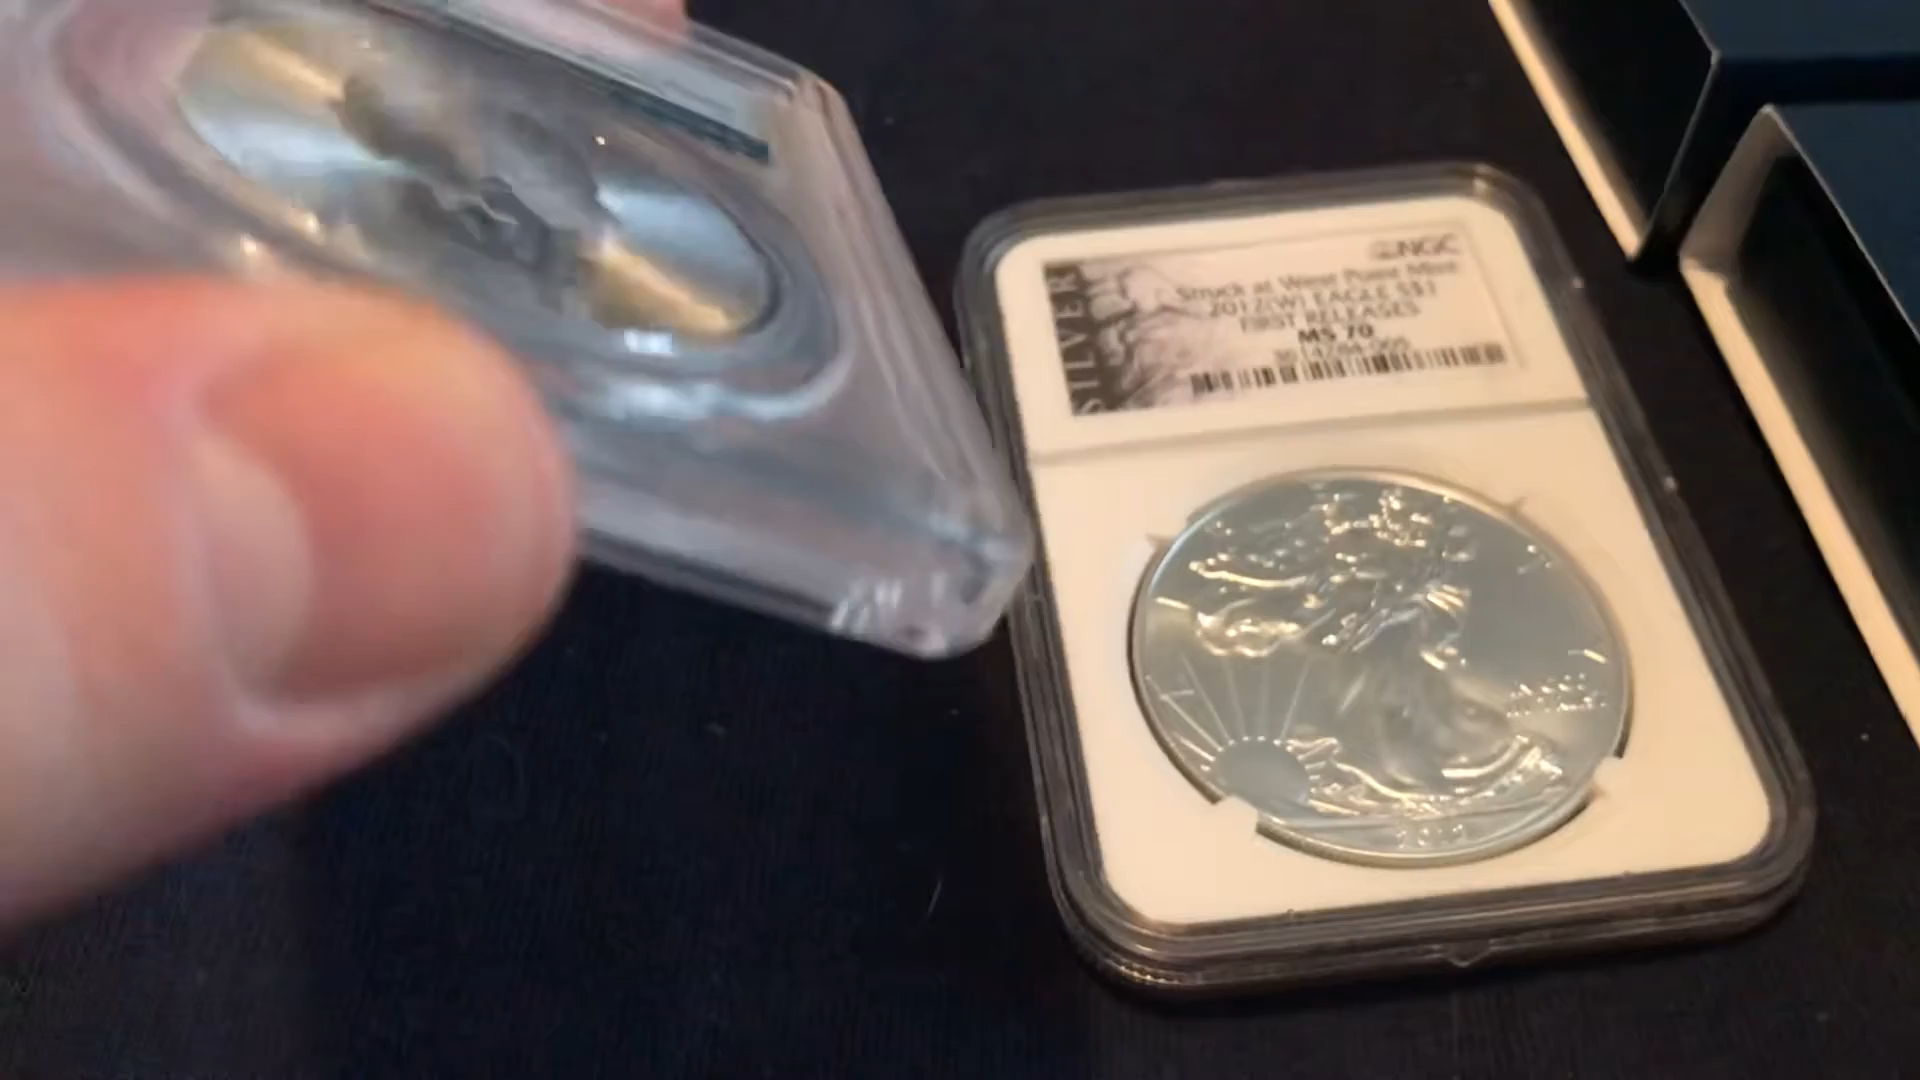 NGC
SILVER
Struck at West Point Mint
2012(W) EAGLE S$1
FIRST RELEASES
MS 70